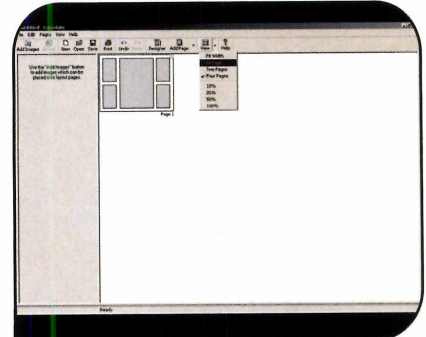 Edit Pages View Help
Add Images New Open Save Print Undo Designer Add Page View Help
Use the "Add Images" button
to add images which can be
placed onto layout pages.
Page 1
Fit Width
Two Pages
Four Pages
10%
25%
50%
100%
Ready